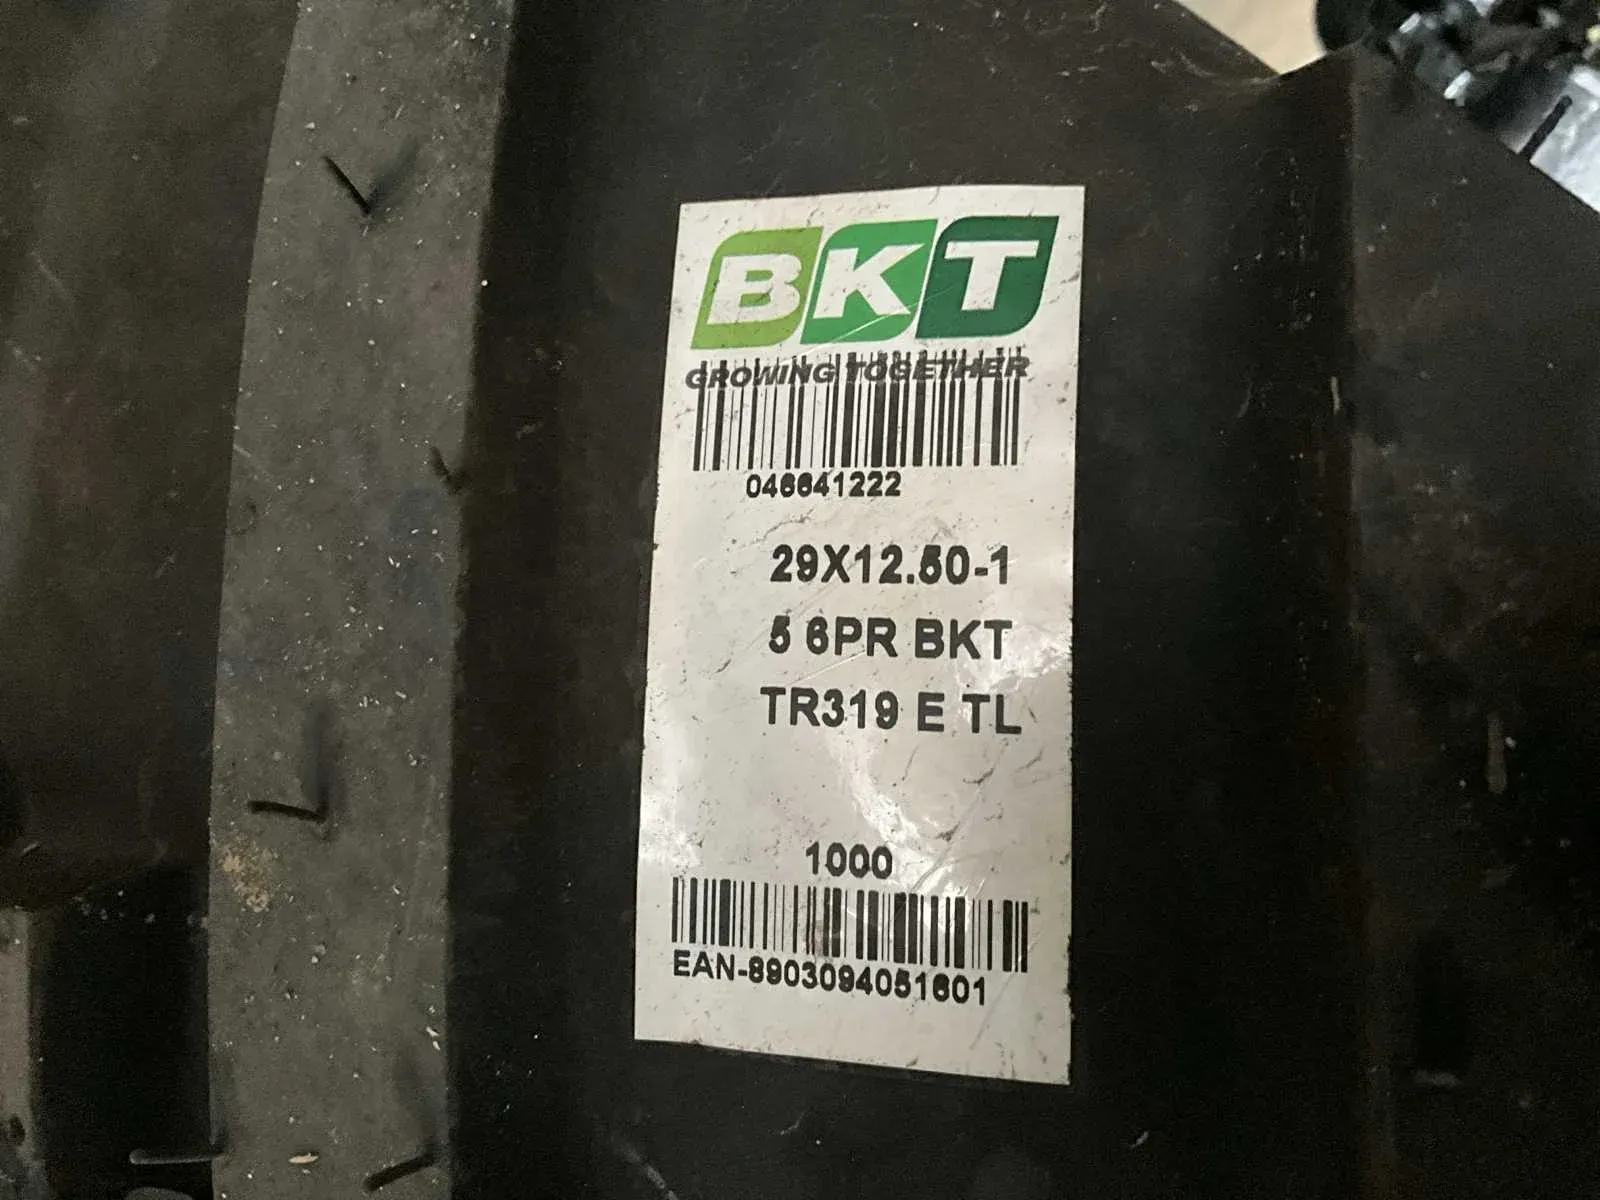 BKT
GROWING TOGETHER
046641222
29X12.50-1
5 6PR BKT
TR319 E TL
1000
EAN-8903094051601